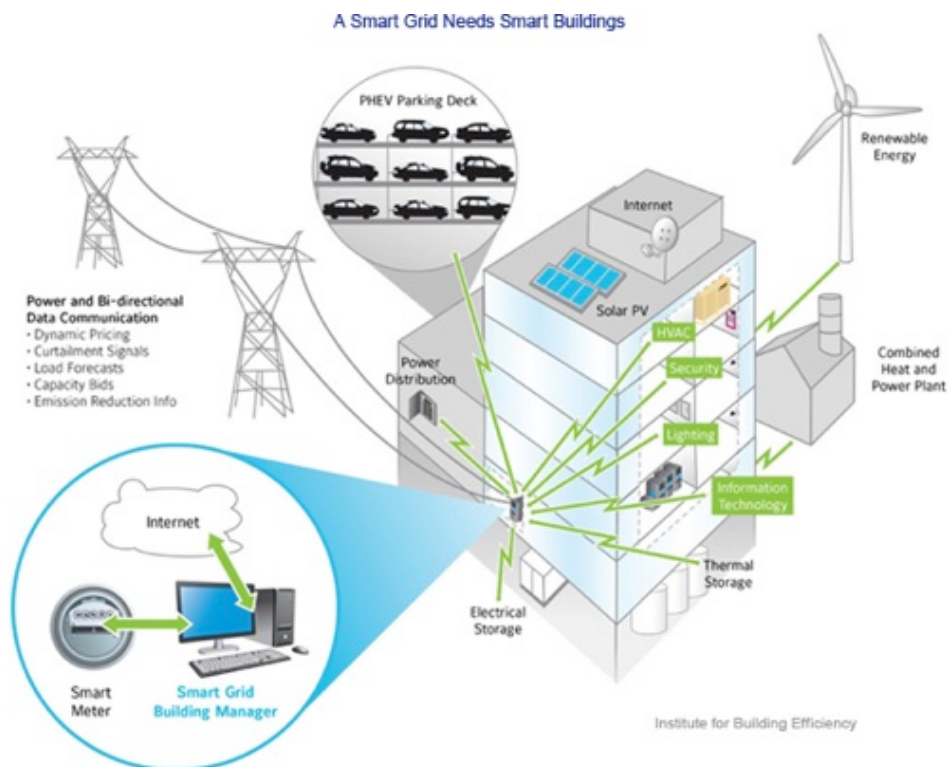 A Smart Grid Needs Smart Buildings
PHEV Parking Deck
Renewable
Energy
Internet
Solar PV
Power and Bi-directional
Data Communication
• Dynamic Pricing
• Curtailment Signals
• Load Forecasts
• Capacity Bids
• Emission Reduction Info
Power
Distribution
HVAC
Security
Lighting
Information
Technology
Combined
Heat and
Power Plant
Thermal
Storage
Electrical
Storage
Internet
Smart
Meter
Smart Grid
Building Manager
Institute for Building Efficiency